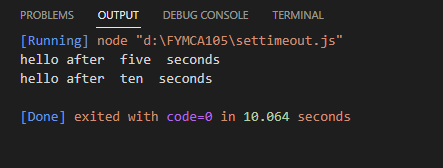 PROBLEMS OUTPUT DEBUG CONSOLE TERMINAL
[Running] node "d:\FYMCA105\settimeout.js"
hello after  five  seconds
hello after  ten  seconds
[Done] exited with code=0 in 10.064 seconds